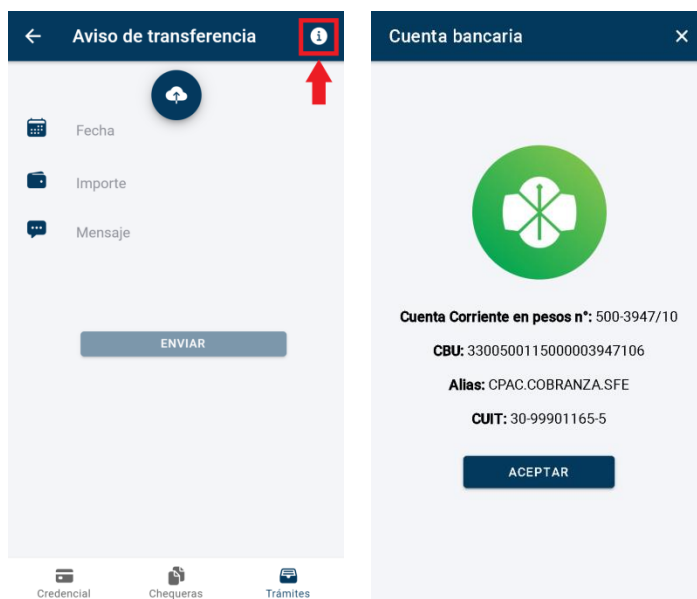 Aviso de transferencia
Fecha
Importe
Mensaje
ENVIAR
Credencial
Chequeras
Trámites
Cuenta bancaria
Cuenta Corriente en pesos n°: 500-3947/10
CBU: 3300500115000003947106
Alias: CPAC.COBRANZA.SFE
CUIT: 30-99901165-5
ACEPTAR